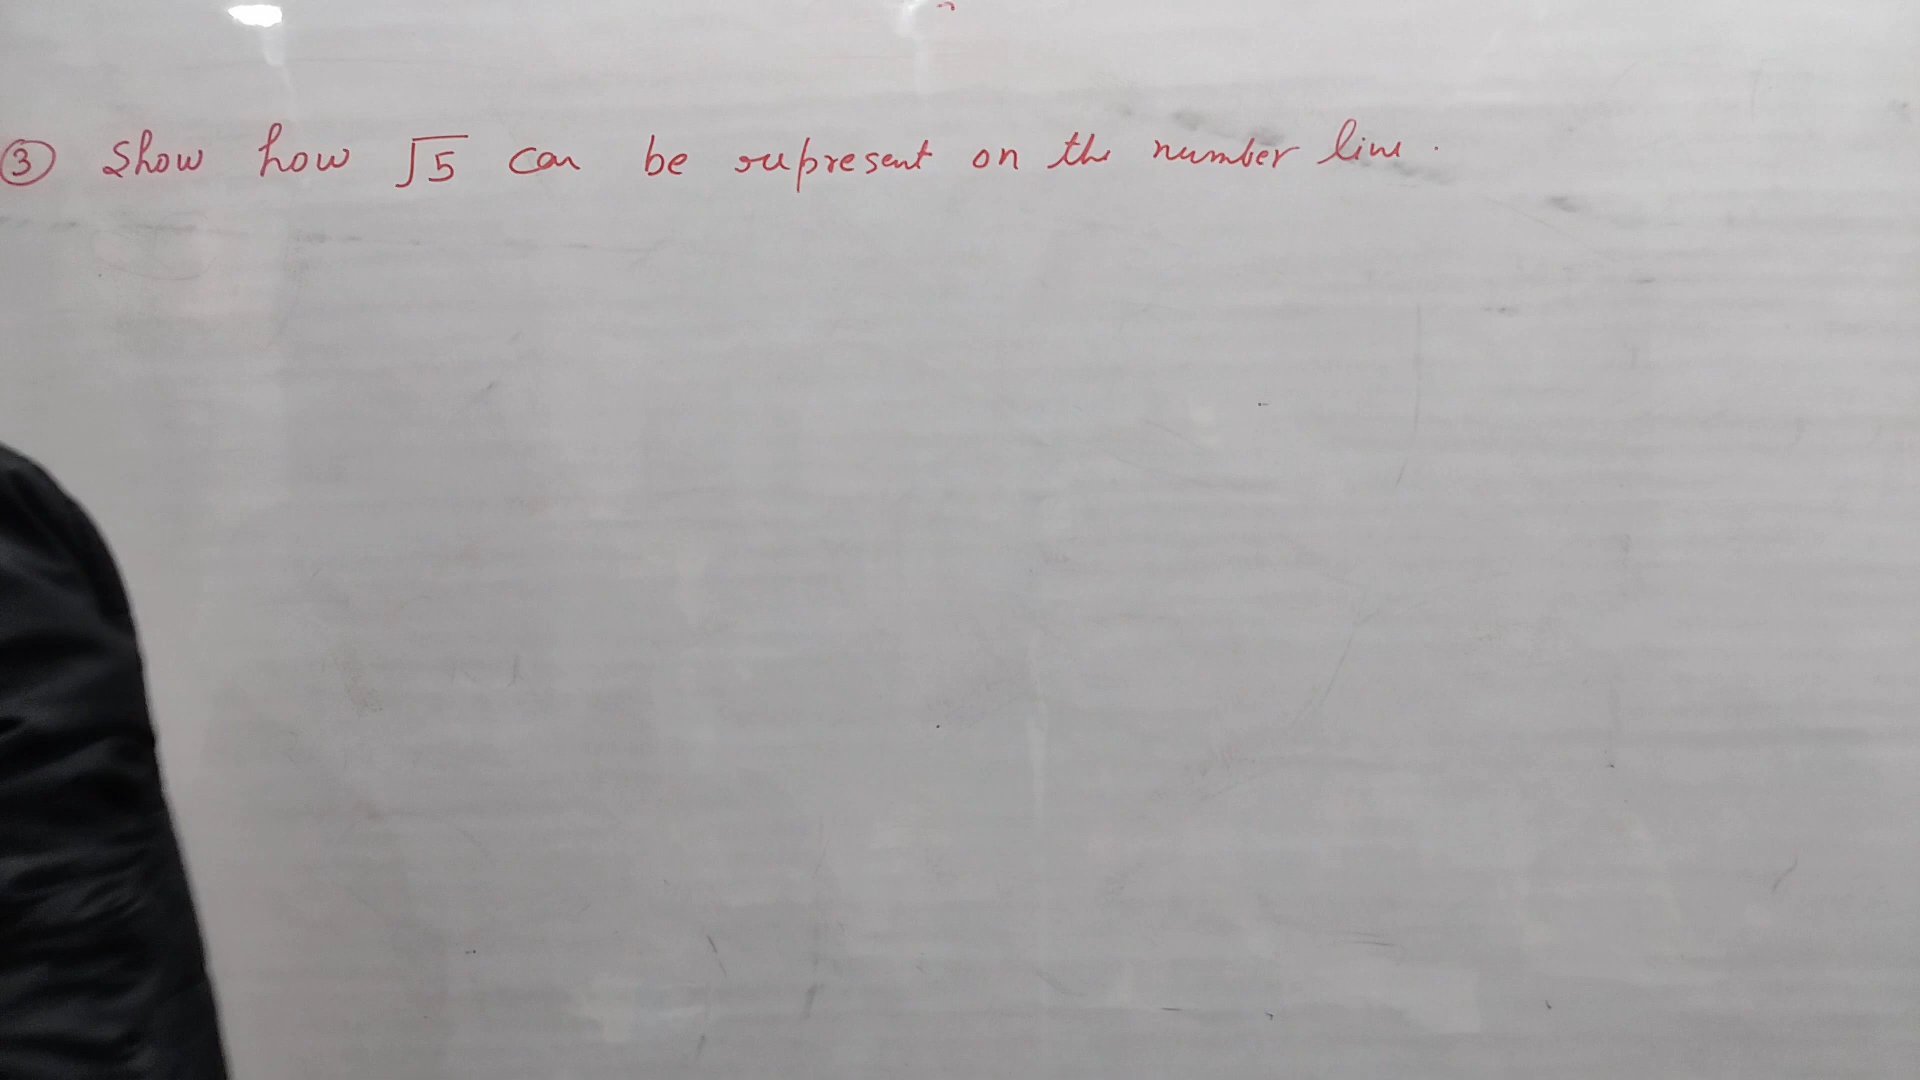 ③ Show how √5 can be represent on the number line.